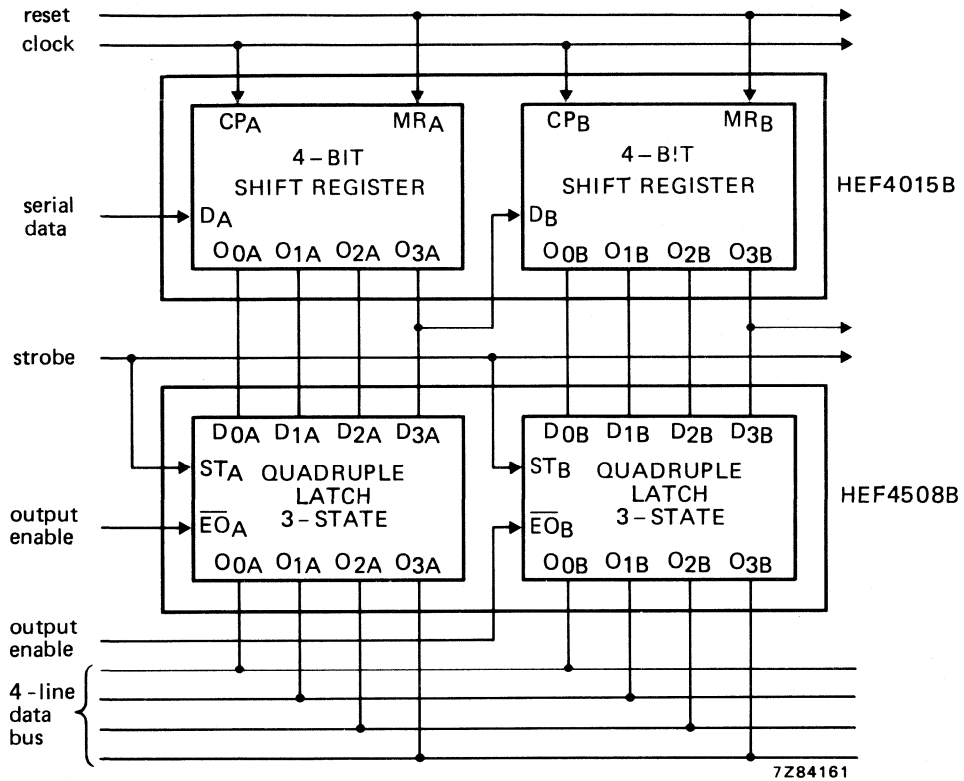 reset
clock
CPA MRA
4-BIT
SHIFT REGISTER
DA
O0A O1A O2A O3A
CPB MRB
4-B!T
SHIFT REGISTER
DB
O0B O1B O2B O3B
HEF4015B
serial
data
strobe
D0A D1A D2A D3A
STA
QUADRUPLE
LATCH
3-STATE
E̅O̅A
O0A O1A O2A O3A
D0B D1B D2B D3B
STB
QUADRUPLE
LATCH
3-STATE
E̅O̅B
O0B O1B O2B O3B
HEF4508B
output
enable
output
enable
4-line
data
bus
7Z84161